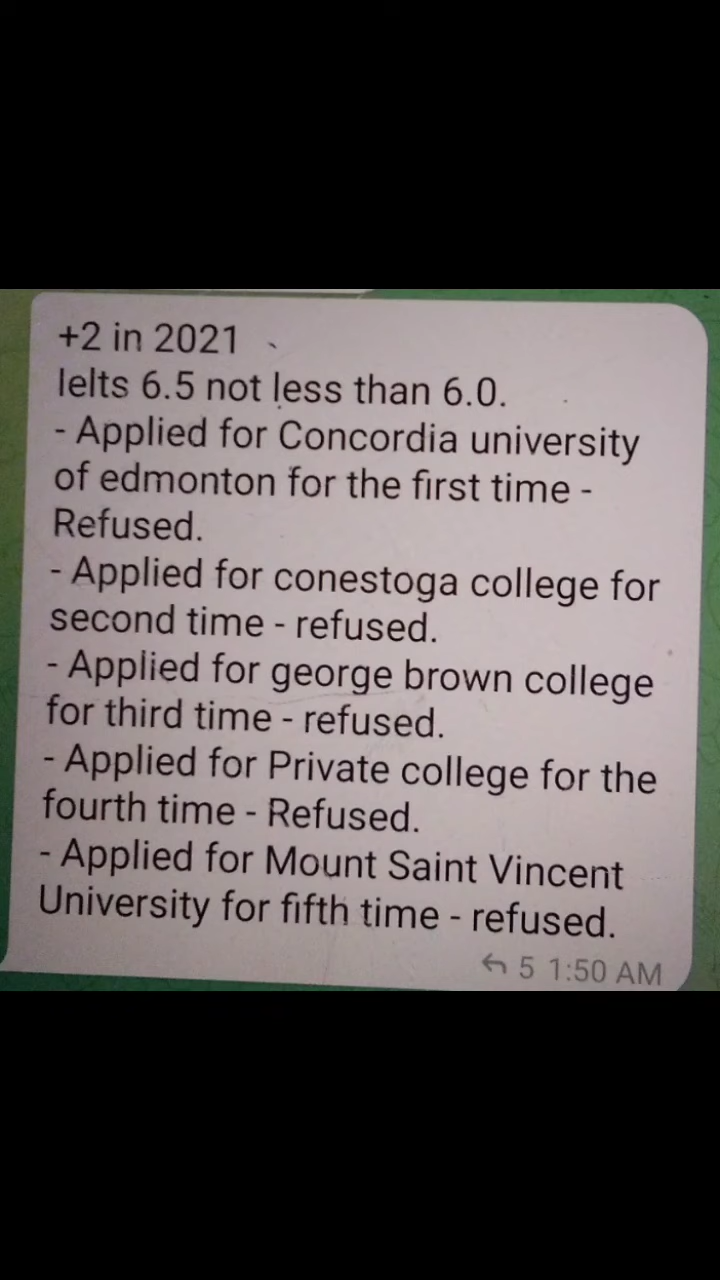 +2 in 2021
Ielts 6.5 not less than 6.0.
- Applied for Concordia university
of edmonton for the first time -
Refused.
- Applied for conestoga college for
second time - refused.
- Applied for george brown college
for third time - refused.
- Applied for Private college for the
fourth time - Refused.
- Applied for Mount Saint Vincent
University for fifth time - refused.
5 1:50 AM